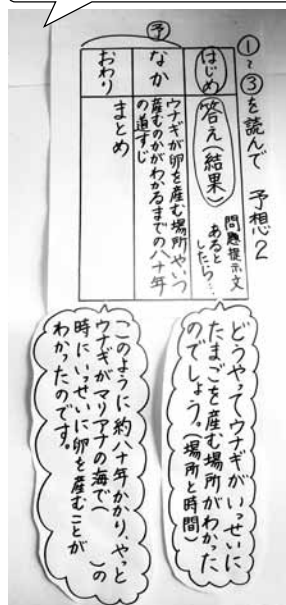 ①~③を読んで 予想2
予
はじめ
答え(結果)
問題提示文
あると
したら…
なか
ウナギが卵を産む場所やいつ
産むのかがわかるまでの八十年
の道すじ
おわり
まとめ
どうやってウナギがいっせいに
たまごを産む場所がわかった
のでしょう。(場所と時間)
このように約八十年かかり、やっと
ウナギがマリアナの海で( )の
時にいっせいに卵を産むことが
わかったのです。